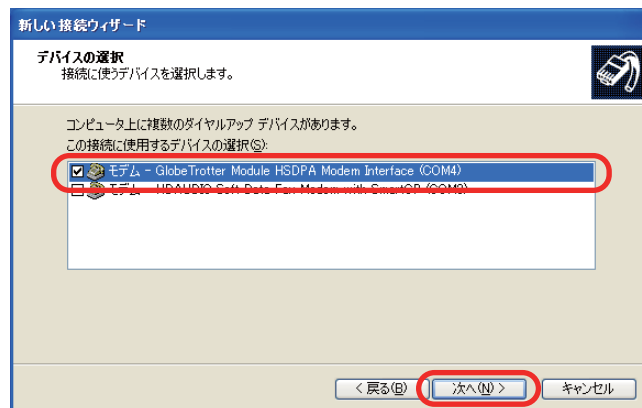 新しい接続ウィザード
デバイスの選択
接続に使うデバイスを選択します。
コンピュータ上に複数のダイヤルアップ デバイスがあります。
この接続に使用するデバイスの選択(S):
モデム - GlobeTrotter Module HSDPA Modem Interface (COM4)
モデム - HDAUDIO Soft Data Fax Modem with SmartCP (COM3)
< 戻る(B)
次へ(N) >
キャンセル